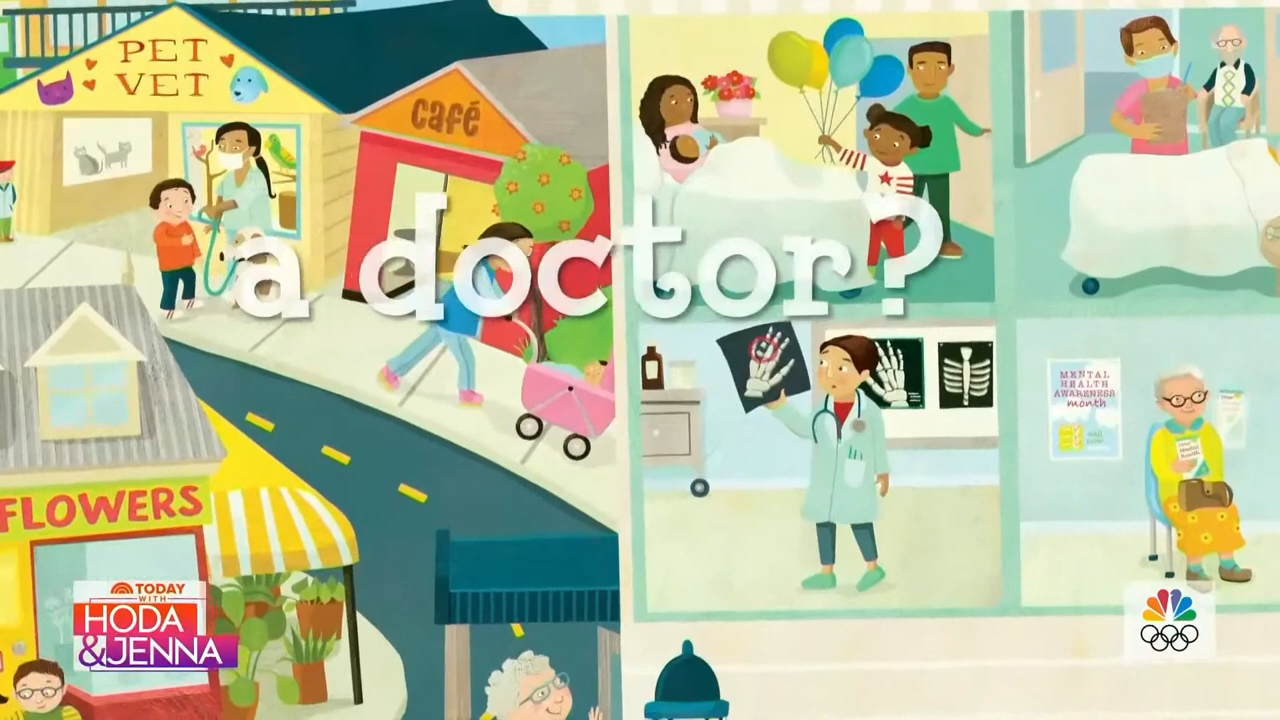 PET
VET
café
a doctor?
MENTAL
HEALTH
AWARENESS
month
FLOWERS
TODAY
WITH
HODA
&JENNA